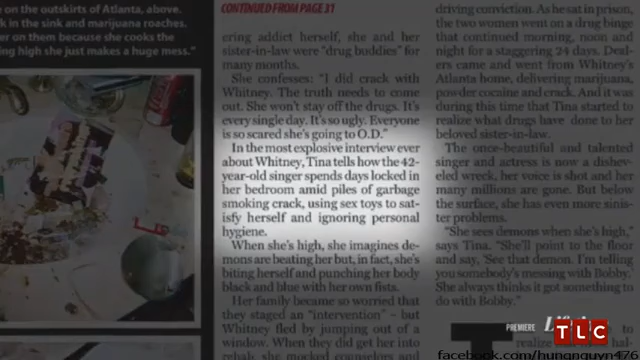 e on the outskirts of Atlanta, above.
k in the sink and marijuana roaches.
er on them because she cooks the
ing high she just makes a huge mess."
CONTINUED FROM PAGE 31
ering addict herself, she and her
sister-in-law were "drug buddies" for
many months.
She confesses: "I did crack with
Whitney. The truth needs to come
out. She won't stay off the drugs. It's
every single day. It's so ugly. Everyone
is so scared she's going to O.D."
In the most explosive interview ever
about Whitney, Tina tells how the 42-
year-old singer spends days locked in
her bedroom amid piles of garbage
smoking crack, using sex toys to sat-
isfy herself and ignoring personal
hygiene.
When she's high, she imagines de-
mons are beating her but, in fact, she's
biting herself and punching her body
black and blue with her own fists.
Her family became so worried that
they staged an "intervention" – but
Whitney fled by jumping out of a
window. When they did get her into
rehab, she mocked counselors and
driving conviction. As he sat in prison,
the two women went on a drug binge
that continued morning, noon and
night for a staggering 24 days. Deal-
ers came and went from Whitney's
Atlanta home, delivering marijuana,
powder cocaine and crack. And it was
during this time that Tina started to
realize what drugs have done to her
beloved sister-in-law.
The once-beautiful and talented
singer and actress is now a dishev-
eled wreck, her voice is shot and her
many millions are gone. But below
the surface, she has even more sinis-
ter problems.
"She sees demons when she's high,"
says Tina. "She'll point to the floor
and say, 'See that demon. I'm telling
you somebody's messing with Bobby.'
She always thinks it's got something to
do with Bobby."
to
realize
PREMIERE
TLC
facebook.com/hunnquyn476